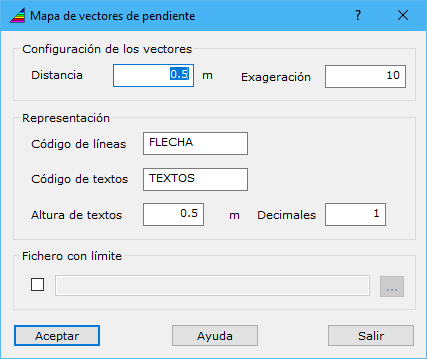 Mapa de vectores de pendiente ?
Configuración de los vectores
Distancia 0.5 m Exageración 10
Representación
Código de líneas FLECHA
Código de textos TEXTOS
Altura de textos 0.5 m Decimales 1
Fichero con límite
...
Aceptar Ayuda Salir